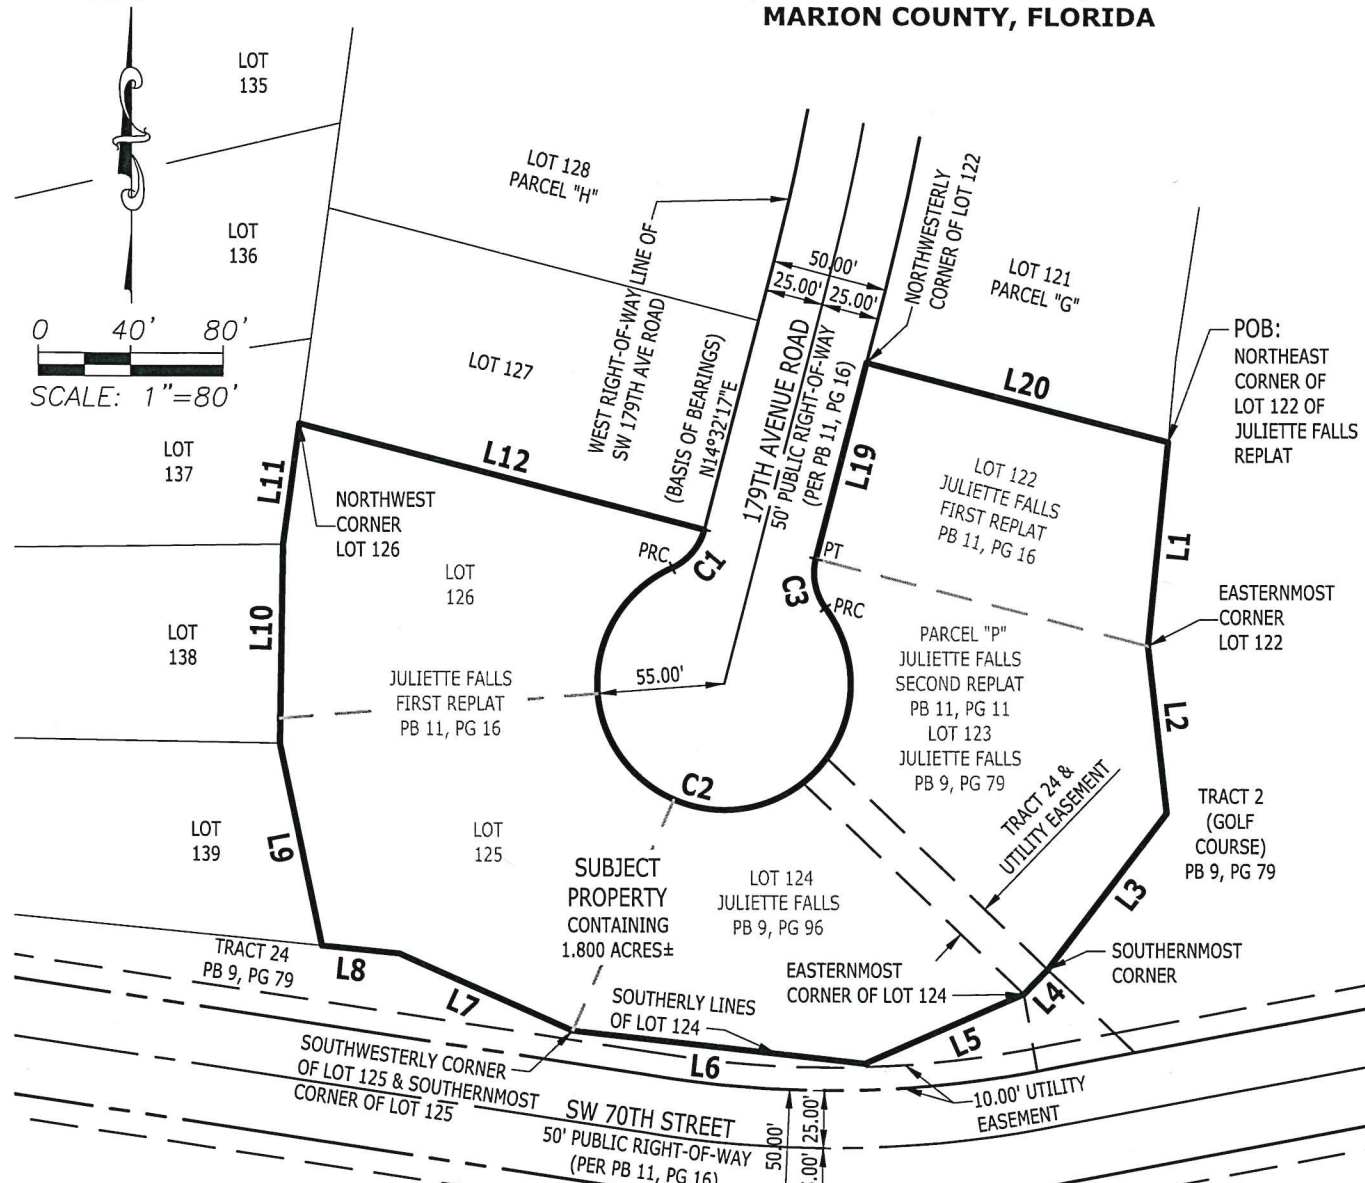 MARION COUNTY, FLORIDA
LOT
135
LOT 128
PARCEL "H"
LOT
136
WEST RIGHT-OF-WAY LINE OF
SW 179TH AVE ROAD
NORTHWESTERLY
CORNER OF LOT 122
50.00'
25.00'
25.00'
LOT 121
PARCEL "G"
0 40' 80'
SCALE: 1"=80'
LOT 127
(BASIS OF BEARINGS)
N14°32'17"E
179TH AVENUE ROAD
50' PUBLIC RIGHT-OF-WAY
(PER PB 11, PG 16)
L20
POB:
NORTHEAST
CORNER OF
LOT 122 OF
JULIETTE FALLS
REPLAT
LOT
137
L11
L12
NORTHWEST
CORNER
LOT 126
L19
LOT 122
JULIETTE FALLS
FIRST REPLAT
PB 11, PG 16
L1
PRC
C1
PT
C3
PRC
LOT
126
L10
LOT
138
EASTERNMOST
CORNER
LOT 122
JULIETTE FALLS
FIRST REPLAT
PB 11, PG 16
55.00'
PARCEL "P"
JULIETTE FALLS
SECOND REPLAT
PB 11, PG 11
LOT 123
JULIETTE FALLS
PB 9, PG 79
L2
C2
TRACT 24 &
UTILITY EASEMENT
TRACT 2
(GOLF
COURSE)
PB 9, PG 79
LOT
139
L9
LOT
125
SUBJECT
PROPERTY
CONTAINING
1.800 ACRES±
LOT 124
JULIETTE FALLS
PB 9, PG 96
L3
TRACT 24
PB 9, PG 79
L8
L7
EASTERNMOST
CORNER OF LOT 124
SOUTHERNMOST
CORNER
SOUTHERLY LINES
OF LOT 124
L4
L5
L6
SOUTHWESTERLY CORNER
OF LOT 125 & SOUTHERNMOST
CORNER OF LOT 125
10.00' UTILITY
EASEMENT
SW 70TH STREET
50' PUBLIC RIGHT-OF-WAY
(PER PB 11, PG 16)
50.00'
25.00'